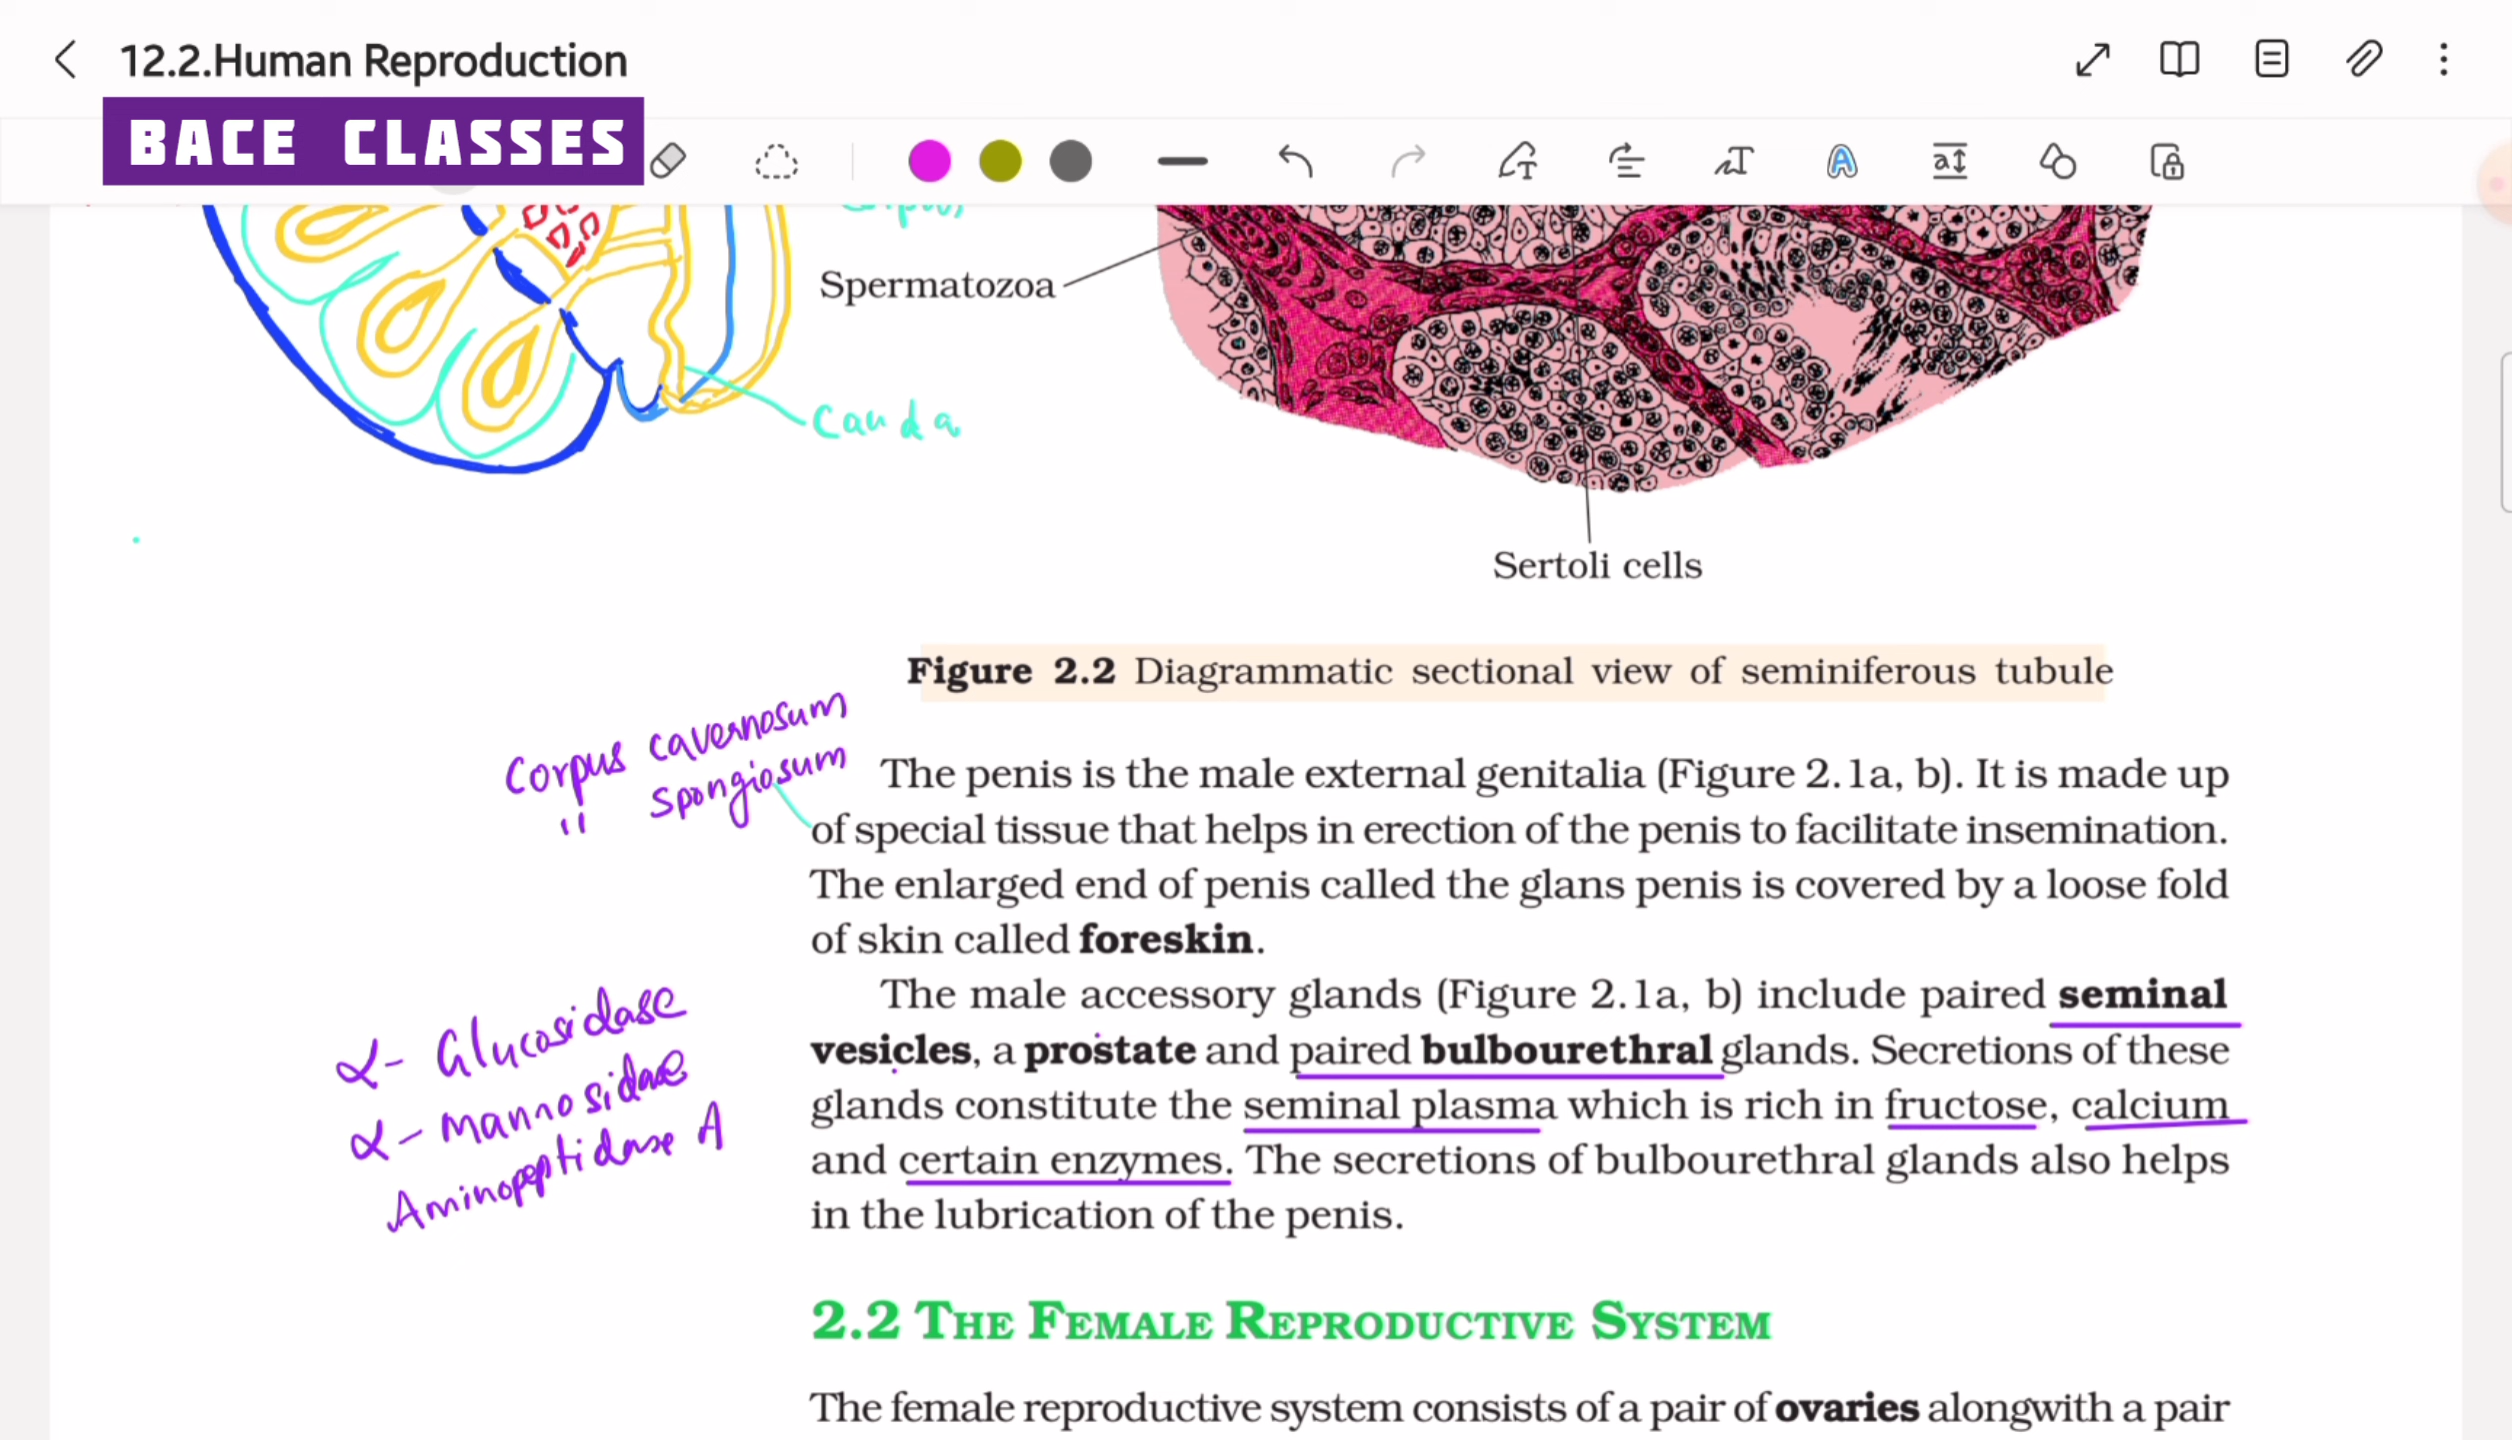 12.2.Human Reproduction
BACE CLASSES
Spermatozoa
Cauda
Sertoli cells
Figure 2.2 Diagrammatic sectional view of seminiferous tubule
Corpus cavernosum
" spongiosum
The penis is the male external genitalia (Figure 2.1a, b). It is made up
of special tissue that helps in erection of the penis to facilitate insemination.
The enlarged end of penis called the glans penis is covered by a loose fold
of skin called foreskin.
α- Glucosidase
α- mannosidase
Aminopeptidase A
The male accessory glands (Figure 2.1a, b) include paired seminal
vesicles, a prostate and paired bulbourethral glands. Secretions of these
glands constitute the seminal plasma which is rich in fructose, calcium
and certain enzymes. The secretions of bulbourethral glands also helps
in the lubrication of the penis.
2.2 THE FEMALE REPRODUCTIVE SYSTEM
The female reproductive system consists of a pair of ovaries alongwith a pair